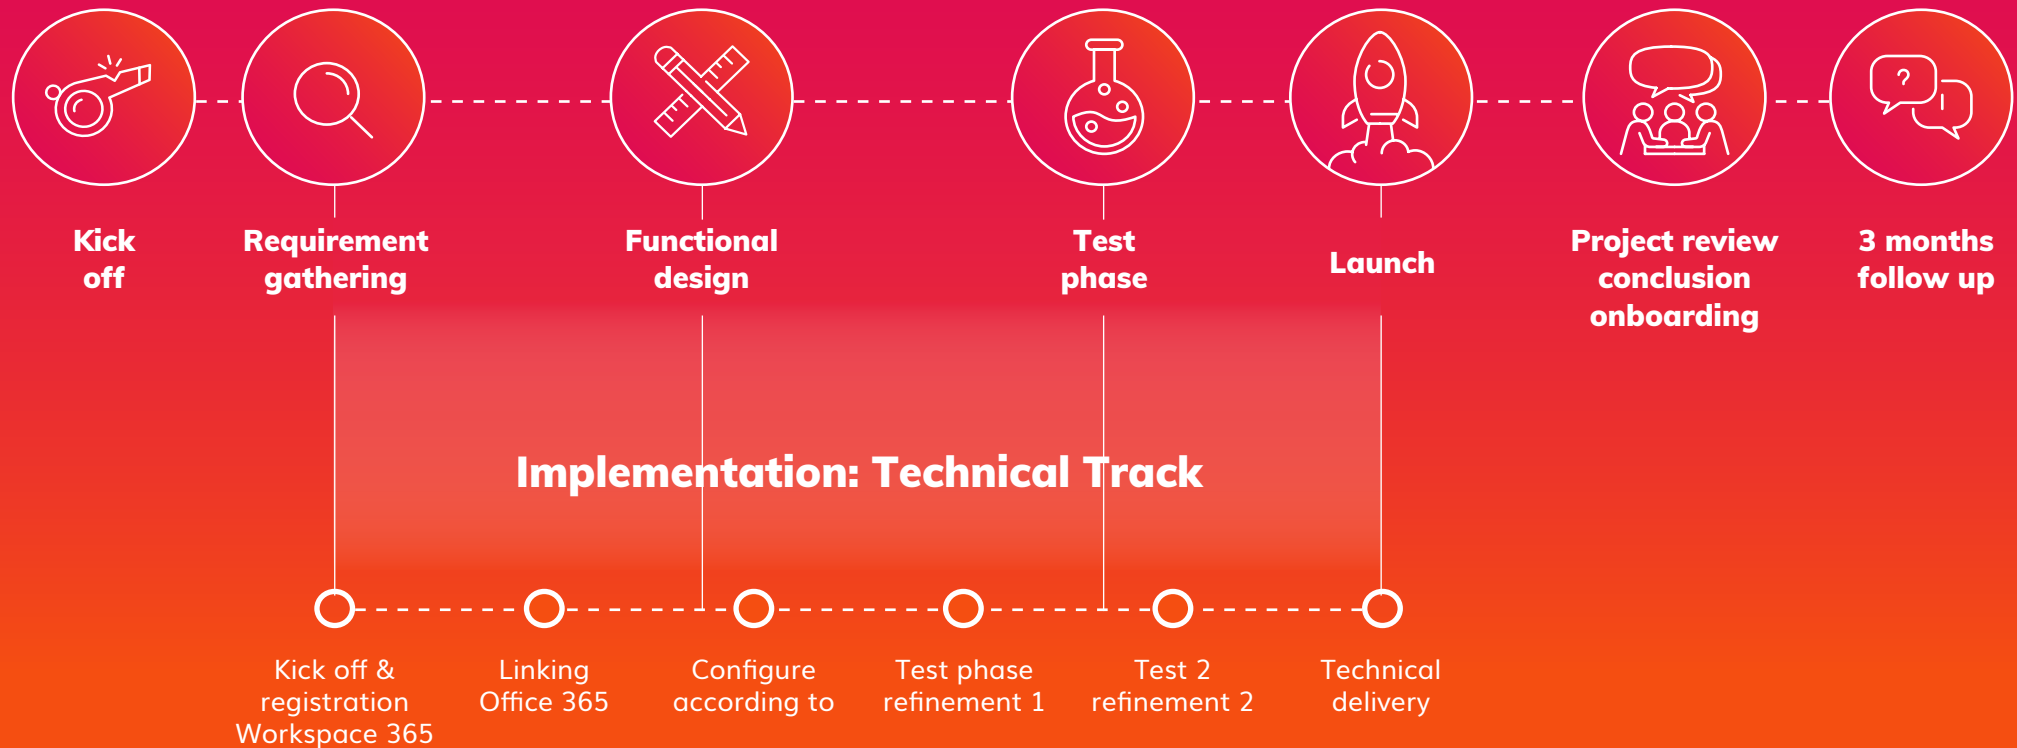 Kick
off
Requirement
gathering
Functional
design
Test
phase
Launch
Project review
conclusion
onboarding
3 months
follow up
Implementation: Technical Track
Kick off &
registration
Workspace 365
Linking
Office 365
Configure
according to
Test phase
refinement 1
Test 2
refinement 2
Technical
delivery